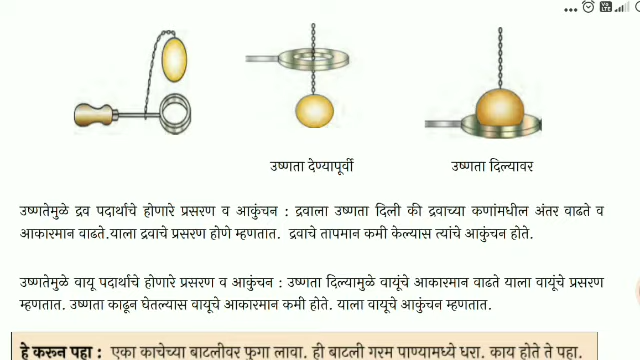 उष्णता देण्यापूर्वी उष्णता दिल्यावर
उष्णतेमुळे द्रव पदार्थाचे होणारे प्रसरण व आकुंचन : द्रवाला उष्णता दिली की द्रवाच्या कणांमधील अंतर वाढते व
आकारमान वाढते.याला द्रवाचे प्रसरण होणे म्हणतात. द्रवाचे तापमान कमी केल्यास त्यांचे आकुंचन होते.
उष्णतेमुळे वायू पदार्थाचे होणारे प्रसरण व आकुंचन : उष्णता दिल्यामुळे वायूंचे आकारमान वाढते याला वायूंचे प्रसरण
म्हणतात. उष्णता काढून घेतल्यास वायूचे आकारमान कमी होते. याला वायूचे आकुंचन म्हणतात.
हे करून पहा : एका काचेच्या बाटलीवर फुगा लावा. ही बाटली गरम पाण्यामध्ये धरा. काय होते ते पहा.